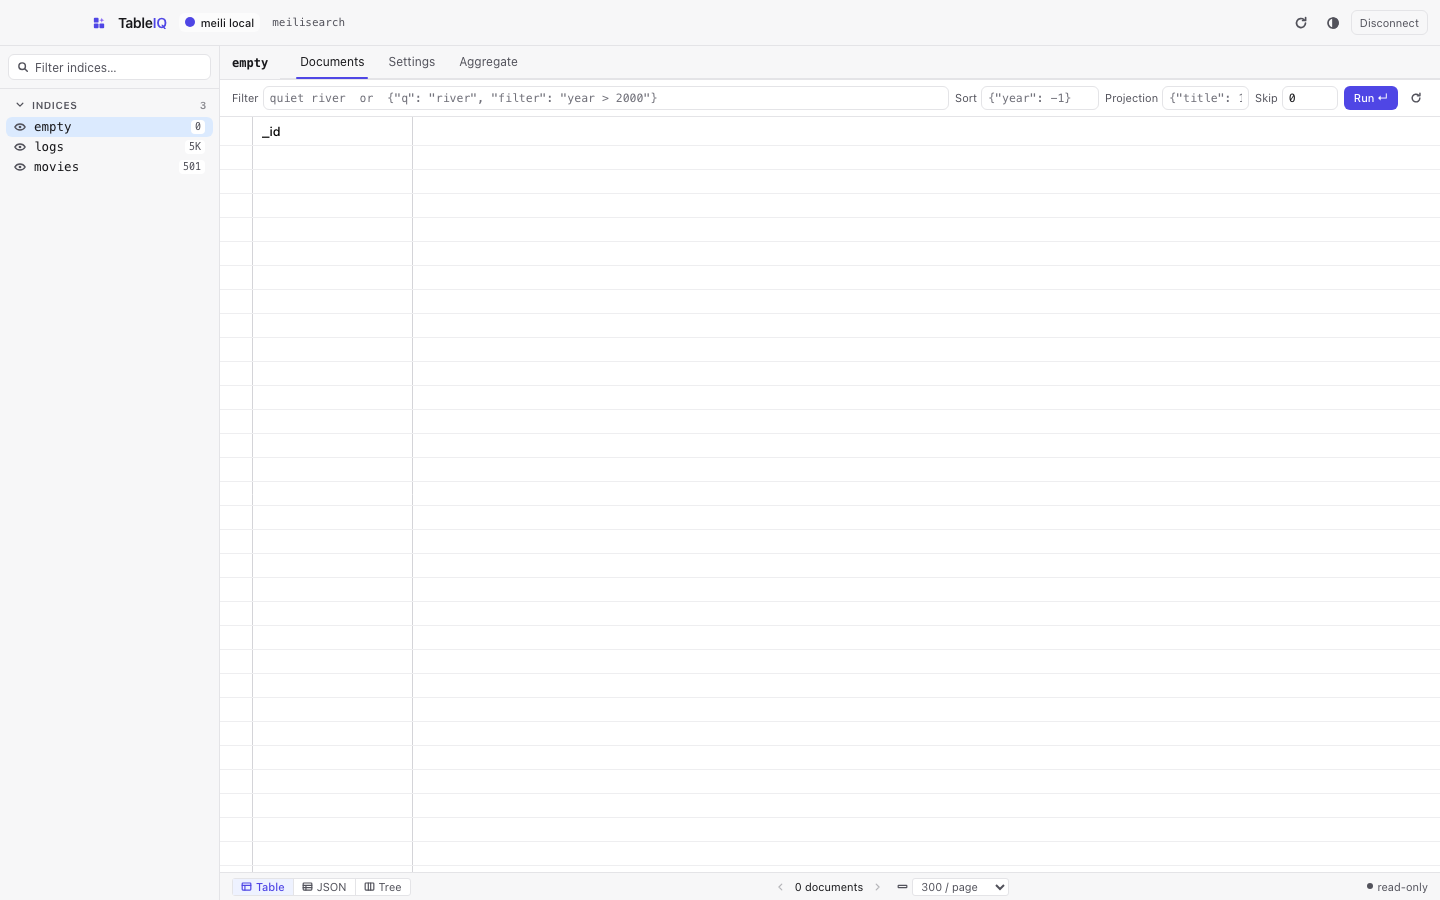 TableIQ meili local meilisearch Disconnect
Filter indices...
INDICES 3
empty 0
logs 5K
movies 501
empty Documents Settings Aggregate
Filter quiet river or {"q": "river", "filter": "year > 2000"} Sort {"year": -1} Projection {"title": 1 Skip 0 Run ↵
_id
Table JSON Tree 0 documents 300 / page read-only